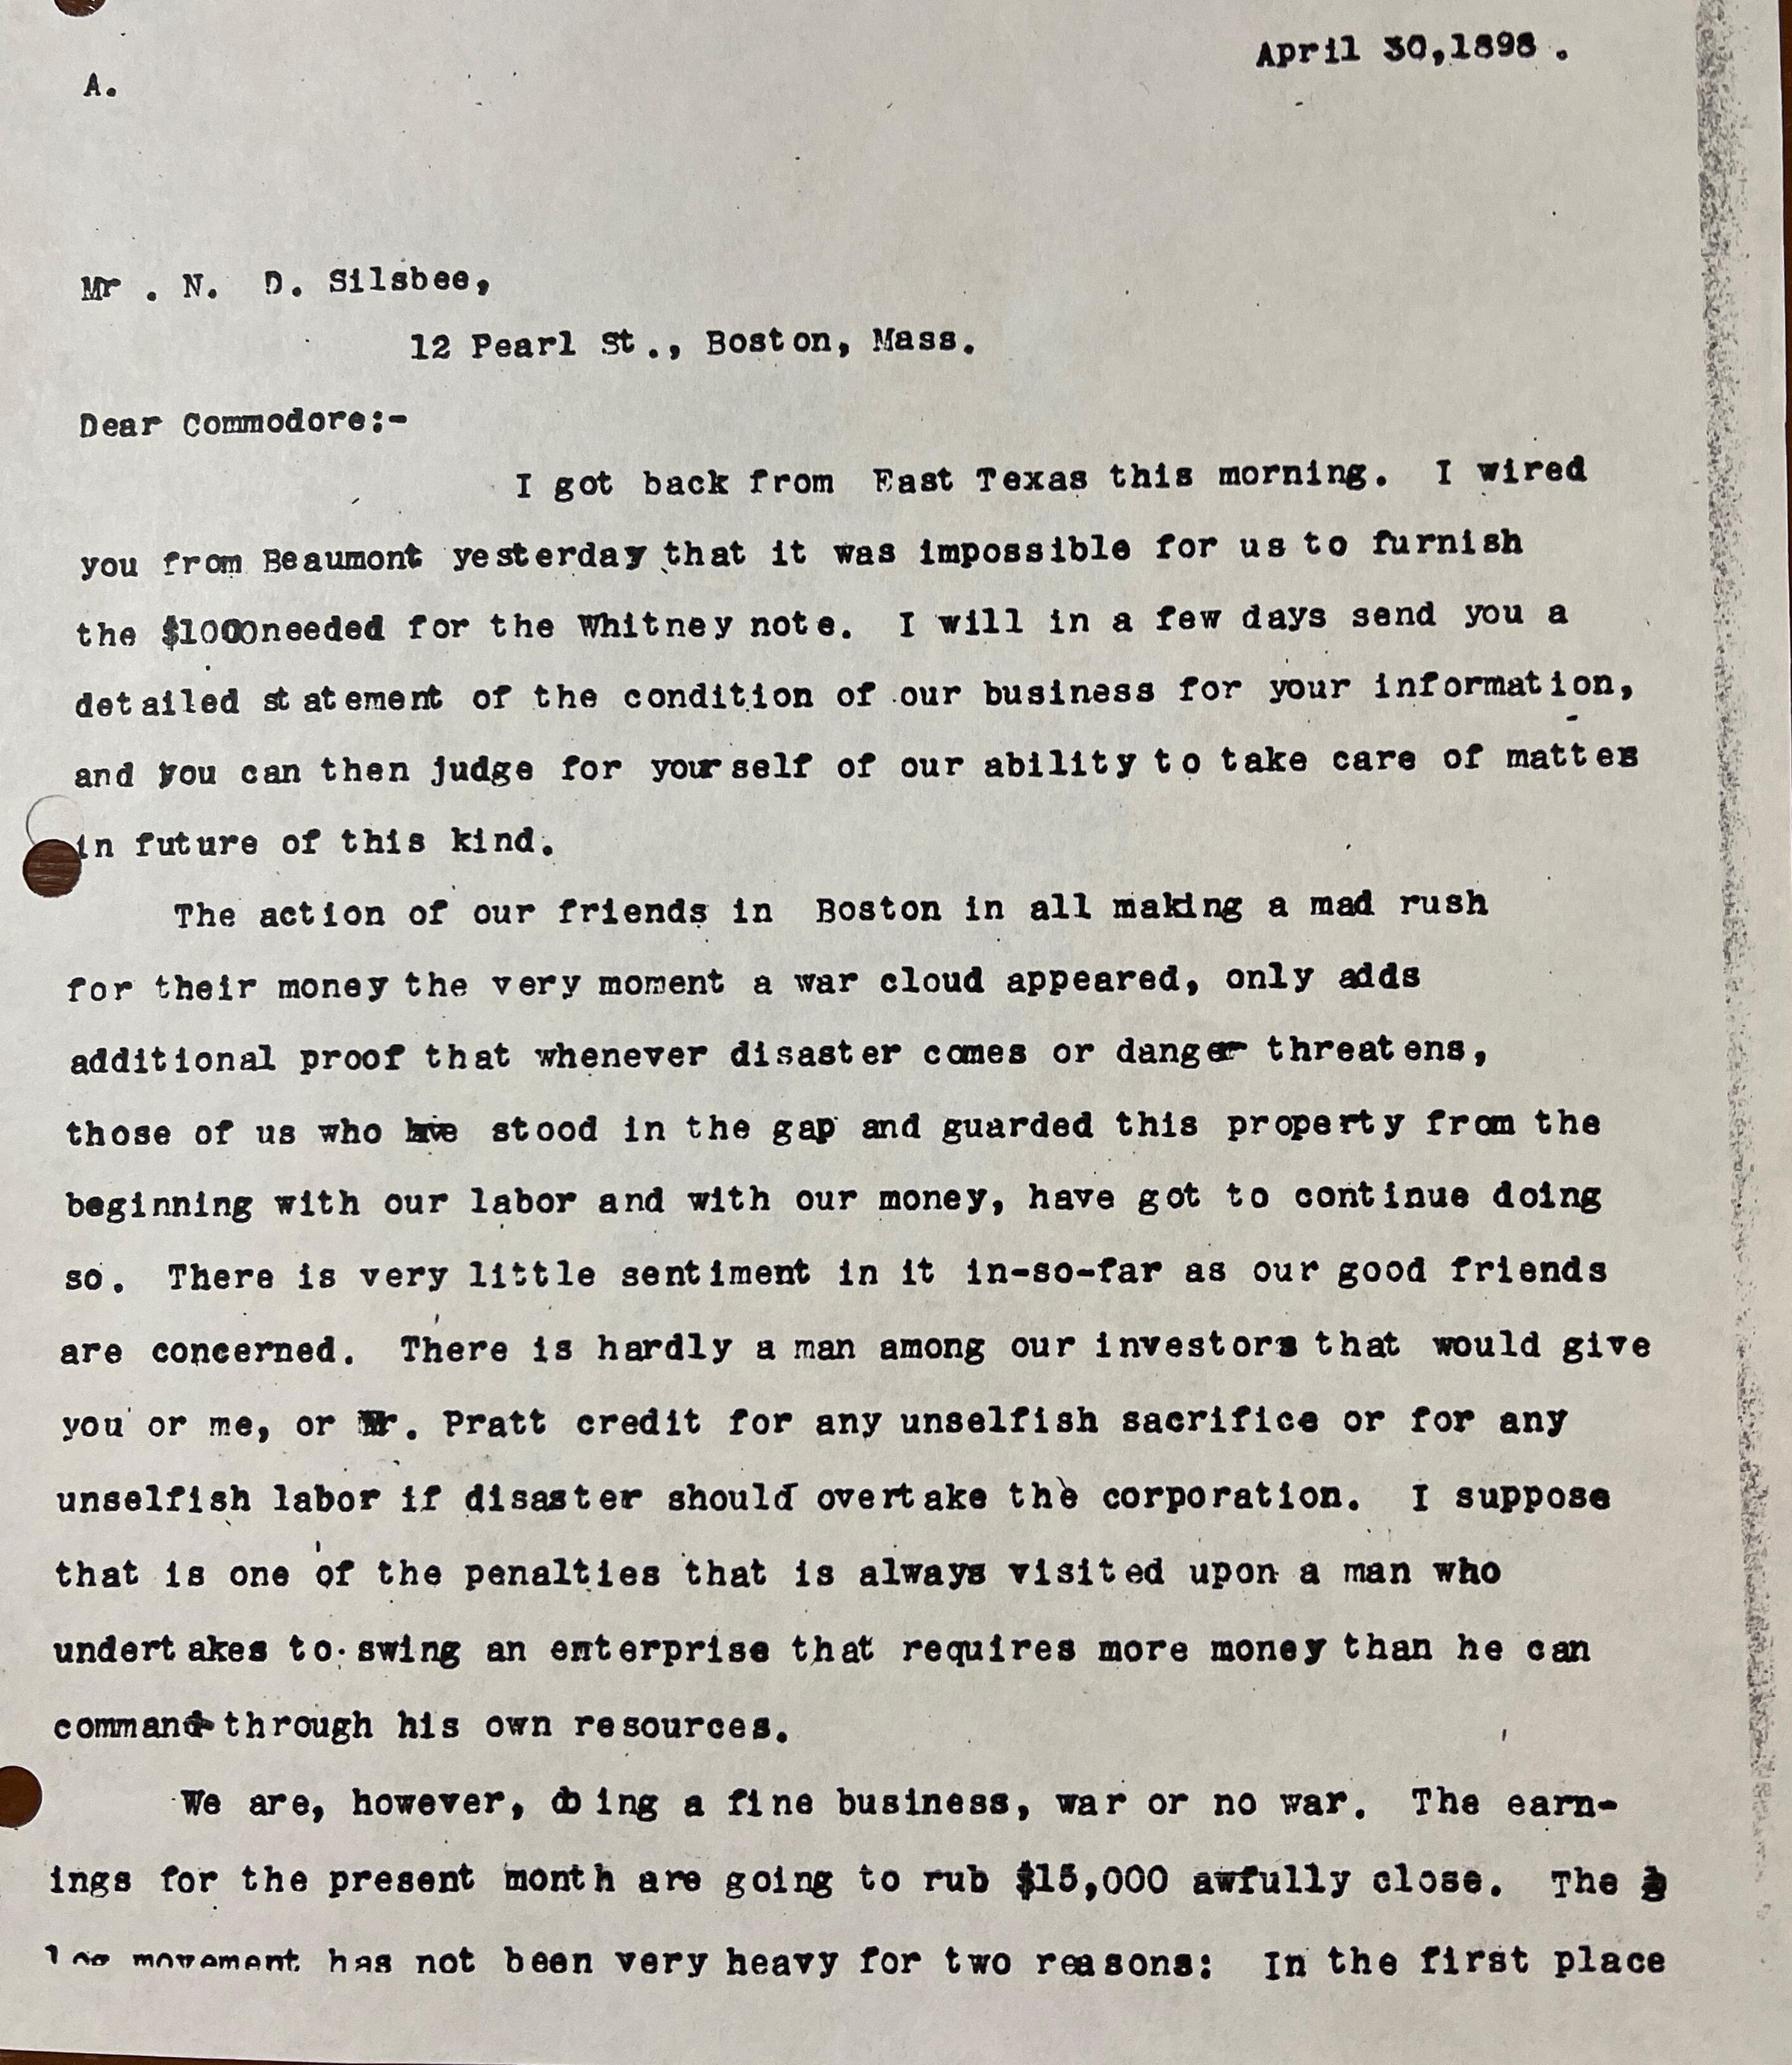 April 30,1898 .
A.
Mr . N. D. Silsbee,
12 Pearl St., Boston, Mass.
Dear Commodore:-
I got back from East Texas this morning. I wired
you from Beaumont yesterday that it was impossible for us to furnish
the $1000needed for the Whitney note. I will in a few days send you a
detailed statement of the condition of our business for your information,
and you can then judge for yourself of our ability to take care of mattes
in future of this kind.
The action of our friends in Boston in all making a mad rush
for their money the very moment a war cloud appeared, only adds
additional proof that whenever disaster comes or danger threatens,
those of us who have stood in the gap and guarded this property from the
beginning with our labor and with our money, have got to continue doing
so. There is very little sentiment in it in-so-far as our good friends
are concerned. There is hardly a man among our investors that would give
you or me, or Mr. Pratt credit for any unselfish sacrifice or for any
unselfish labor if disaster should overtake the corporation. I suppose
that is one of the penalties that is always visited upon a man who
undertakes to swing an enterprise that requires more money than he can
command through his own resources.
We are, however, doing a fine business, war or no war. The earn-
ings for the present month are going to rub $15,000 awfully close. The
log movement has not been very heavy for two reasons: In the first place